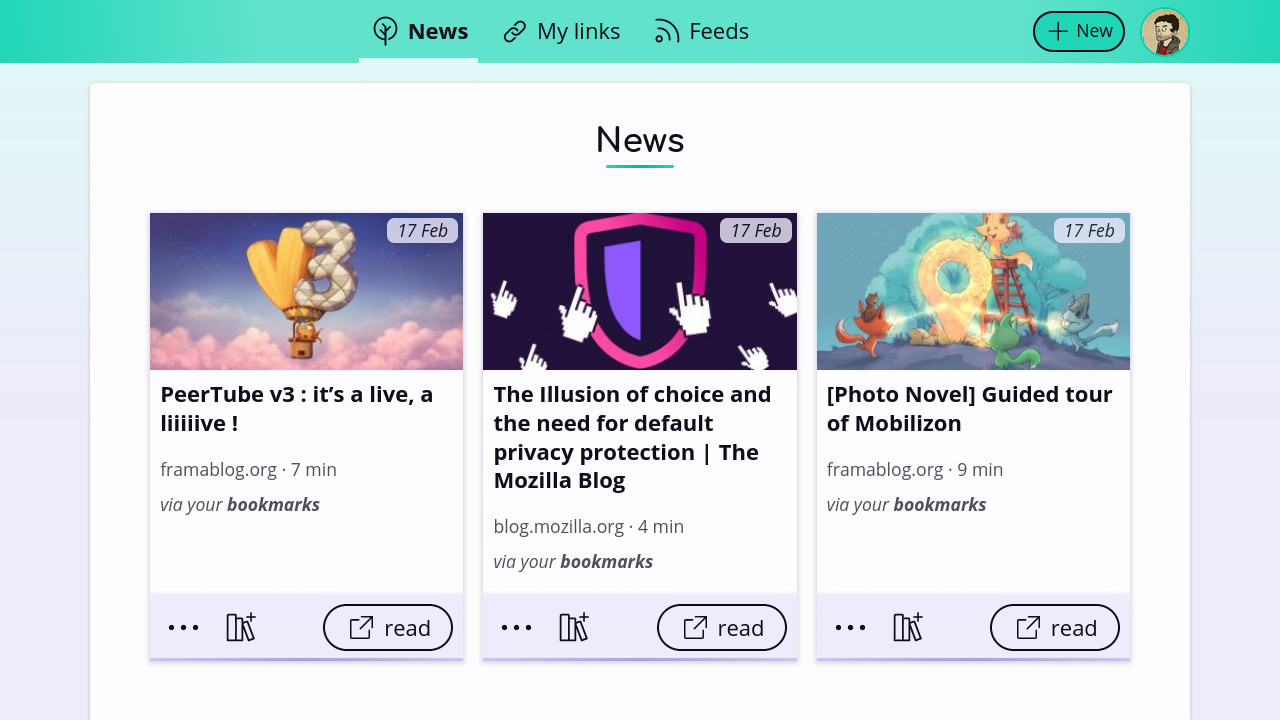 News
My links
Feeds
New
News
17 Feb
PeerTube v3 : it’s a live, a
liiiiive !
framablog.org · 7 min
via your bookmarks
read
17 Feb
The Illusion of choice and
the need for default
privacy protection | The
Mozilla Blog
blog.mozilla.org · 4 min
via your bookmarks
read
17 Feb
[Photo Novel] Guided tour
of Mobilizon
framablog.org · 9 min
via your bookmarks
read
V3